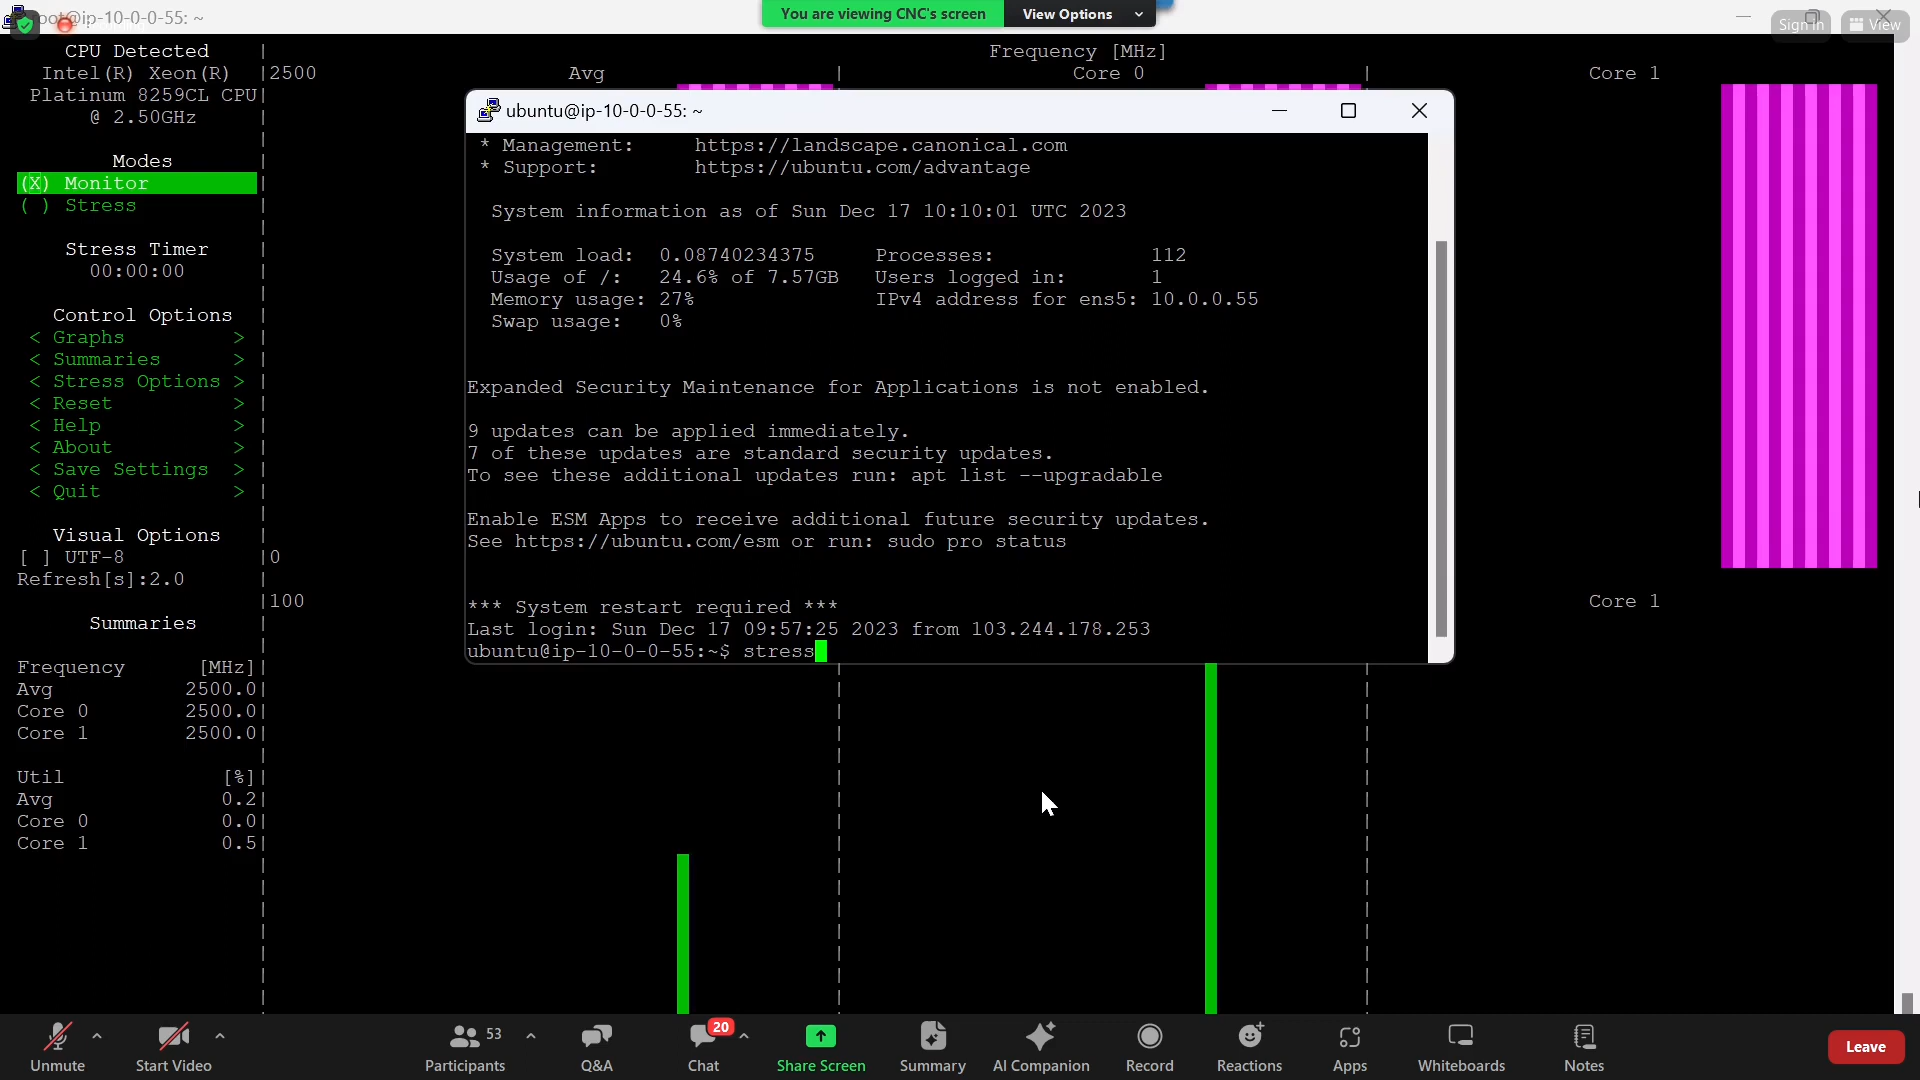 root@ip-10-0-0-55: ~
You are viewing CNC's screen
View Options
Sign in
View
CPU Detected
Intel(R) Xeon(R)
Platinum 8259CL CPU
@ 2.50GHz
Modes
(X) Monitor
( ) Stress
Stress Timer
00:00:00
Control Options
< Graphs >
< Summaries >
< Stress Options >
< Reset >
< Help >
< About >
< Save Settings >
< Quit >
Visual Options
[ ] UTF-8
Refresh[s]:2.0
Summaries
Frequency [MHz]
Avg 2500.0
Core 0 2500.0
Core 1 2500.0
Util [%]
Avg 0.2
Core 0 0.0
Core 1 0.5
Frequency [MHz]
2500 Avg Core 0 Core 1
0
100 Core 1
ubuntu@ip-10-0-0-55: ~
* Management: https://landscape.canonical.com
* Support: https://ubuntu.com/advantage
System information as of Sun Dec 17 10:10:01 UTC 2023
System load: 0.08740234375 Processes: 112
Usage of /: 24.6% of 7.57GB Users logged in: 1
Memory usage: 27% IPv4 address for ens5: 10.0.0.55
Swap usage: 0%
Expanded Security Maintenance for Applications is not enabled.
9 updates can be applied immediately.
7 of these updates are standard security updates.
To see these additional updates run: apt list --upgradable
Enable ESM Apps to receive additional future security updates.
See https://ubuntu.com/esm or run: sudo pro status
*** System restart required ***
Last login: Sun Dec 17 09:57:25 2023 from 103.244.178.253
ubuntu@ip-10-0-0-55:~$ stress
Unmute
Start Video
Participants 53
Q&A
Chat 20
Share Screen
Summary
AI Companion
Record
Reactions
Apps
Whiteboards
Notes
Leave